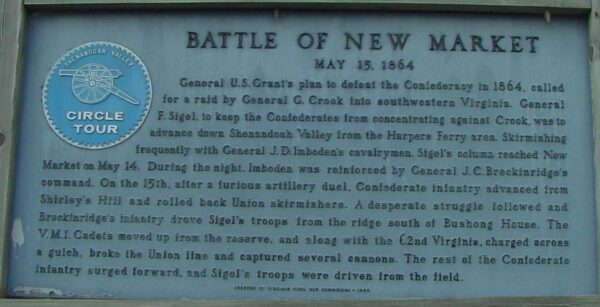 BATTLE OF NEW MARKET
MAY 15, 1864
SHENANDOAH VALLEY
CIRCLE
TOUR
General U.S. Grant's plan to defeat the Confederacy in 1864, called
for a raid by General G. Crook into southwestern Virginia. General
F. Sigel, to keep the Confederates from concentrating against Crook, was to
advance down Shenandoah Valley from the Harpers Ferry area. Skirmishing
frequently with General J.D. Imboden's cavalrymen, Sigel's column reached New
Market on May 14. During the night, Imboden was reinforced by General J.C. Breckinridge's
command. On the 15th, after a furious artillery duel, Confederate infantry advanced from
Shirley's Hill and rolled back Union skirmishers. A desperate struggle followed and
Breckinridge's infantry drove Sigel's troops from the ridge south of Bushong House. The
V.M.I. Cadets moved up from the reserve, and along with the 62nd Virginia, charged across
a gulch, broke the Union line and captured several cannons. The rest of the Confederate
infantry surged forward, and Sigel's troops were driven from the field.
CREATED BY VIRGINIA CIVIL WAR COMMISSION